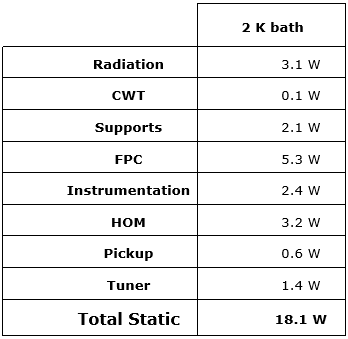 2 K bath
Radiation 3.1 W
CWT 0.1 W
Supports 2.1 W
FPC 5.3 W
Instrumentation 2.4 W
HOM 3.2 W
Pickup 0.6 W
Tuner 1.4 W
Total Static 18.1 W